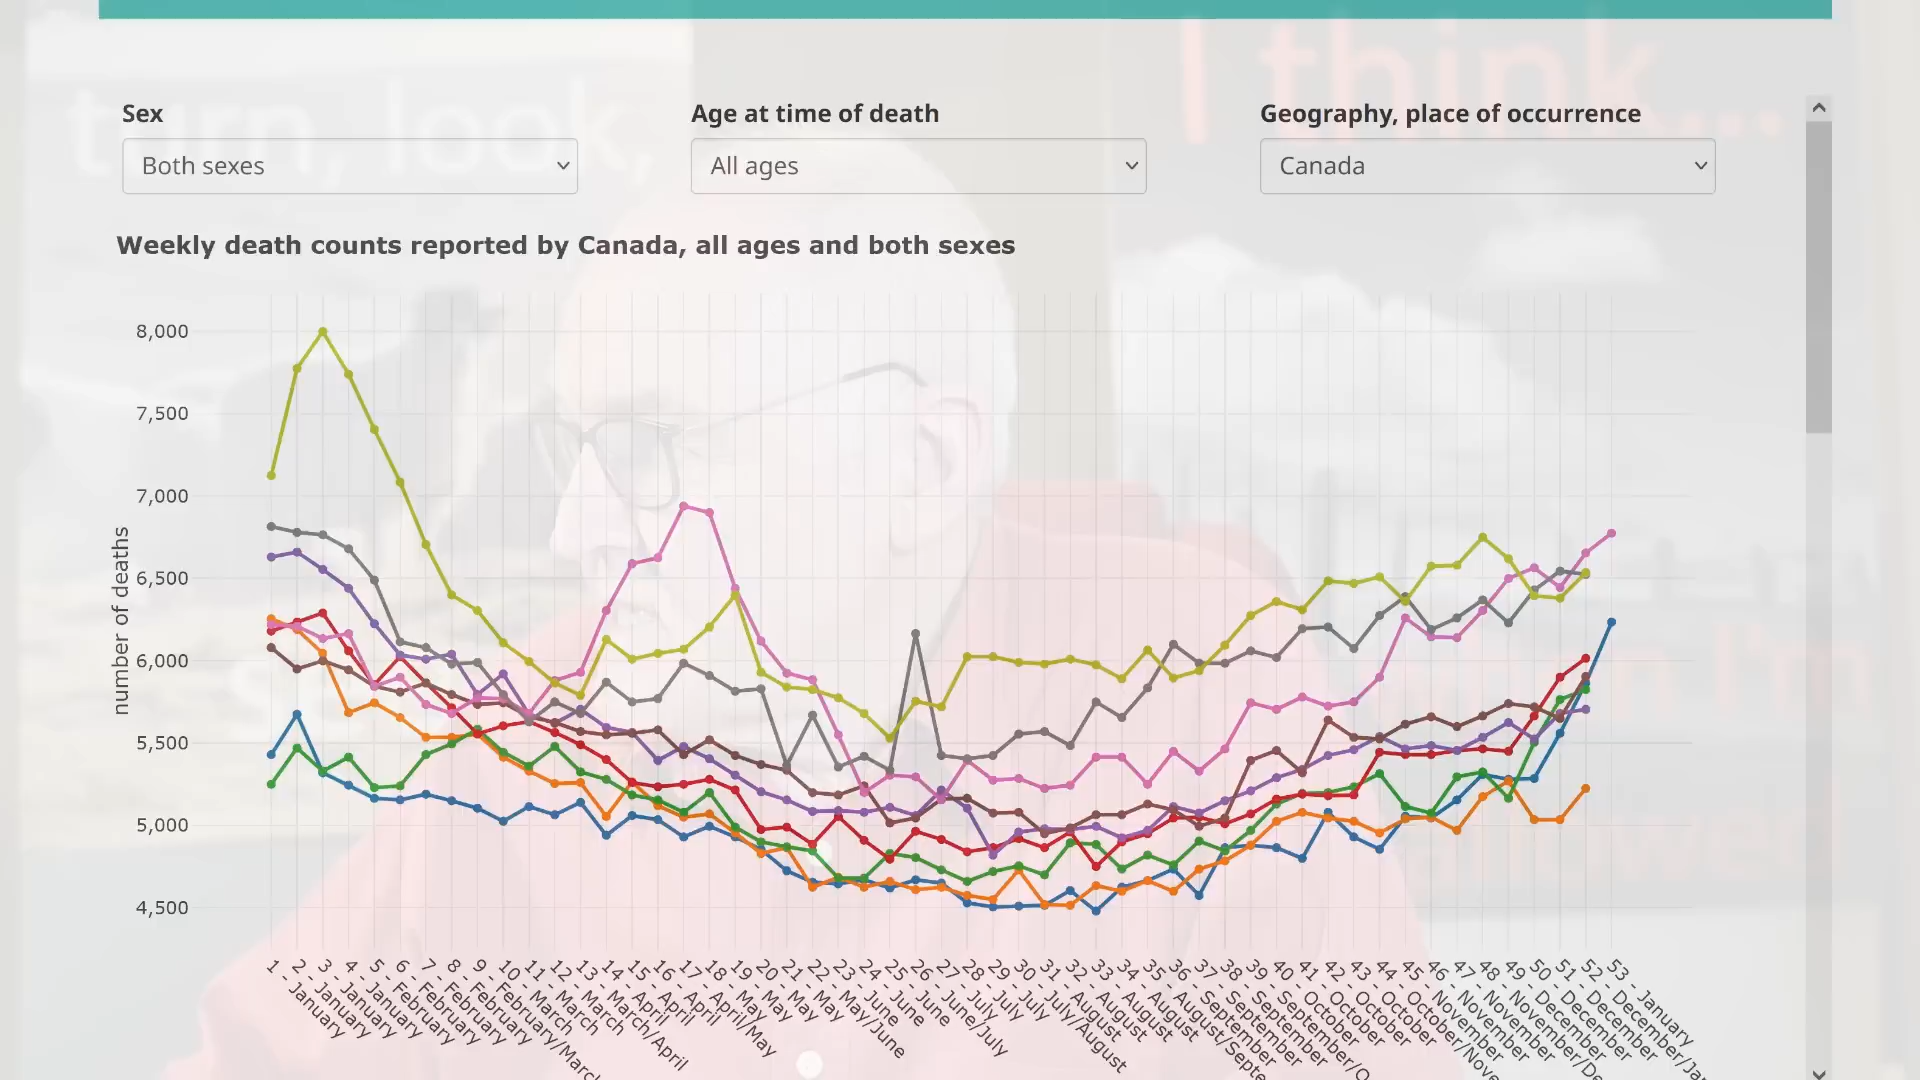 turn, look, I think...
Sex
Age at time of death
Geography, place of occurrence
Both sexes
All ages
Canada
Weekly death counts reported by Canada, all ages and both sexes
number of deaths
8,000
7,500
7,000
6,500
6,000
5,500
5,000
4,500
1 - January
2 - January
3 - January
4 - January
5 - February
6 - February
7 - February
8 - February
9 - February/March
10 - March
11 - March
12 - March
13 - March/April
14 - April
15 - April
16 - April
17 - April/May
18 - May
19 - May
20 - May
21 - May
22 - May/June
23 - June
24 - June
25 - June
26 - June/July
27 - July
28 - July
29 - July
30 - July/August
31 - August
32 - August
33 - August
34 - August
35 - August/Septe
36 - September
37 - September
38 - September
39 - September/O
40 - October
41 - October
42 - October
43 - October
44 - October/Nove
45 - November
46 - November
47 - November
48 - November/De
49 - December
50 - December
51 - December
52 - December/Jan
53 - January